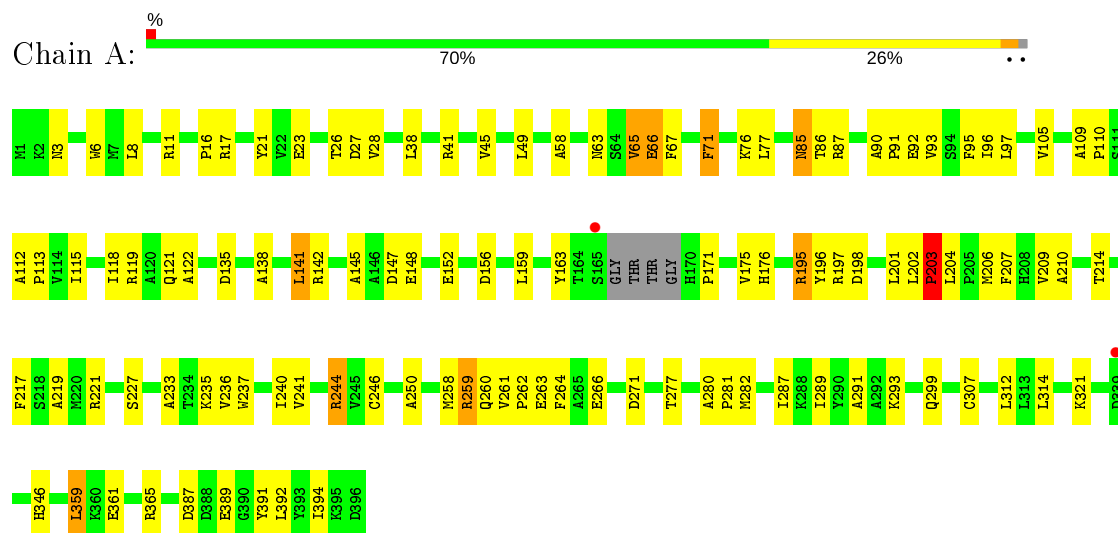 %
Chain A:
70% 26% • •
M1 K2 N3 W6 M7 L8 R11 P16 R17 Y21 V22 E23 T26 D27 V28 L38 R41 V45 L49 A58 N63 S64 V65 E66 F67 F71 K76 L77 N85 T86 R87 A90 P91 E92 V93 S94 F95 I96 L97 V105 A109 P110 S111
A112 P113 V114 I115 I118 R119 A120 Q121 A122 D135 A138 L141 R142 A145 A146 D147 E148 E152 D156 L159 Y163 T164 S165 GLY THR THR GLY H170 P171 V175 H176 R195 Y196 R197 D198 L201 L202 P203 L204 P205 M206 F207 H208 V209 A210 T214
F217 S218 A219 M220 R221 S227 A233 T234 K235 V236 W237 I240 V241 R244 V245 C246 A250 M258 R259 Q260 V261 P262 E263 F264 A265 E266 D271 T277 A280 P281 M282 I287 K288 I289 Y290 A291 A292 K293 Q299 C307 L312 L313 L314 K321
H346 L359 K360 E361 R365 D387 D388 E389 G390 Y391 L392 Y393 I394 K395 D396